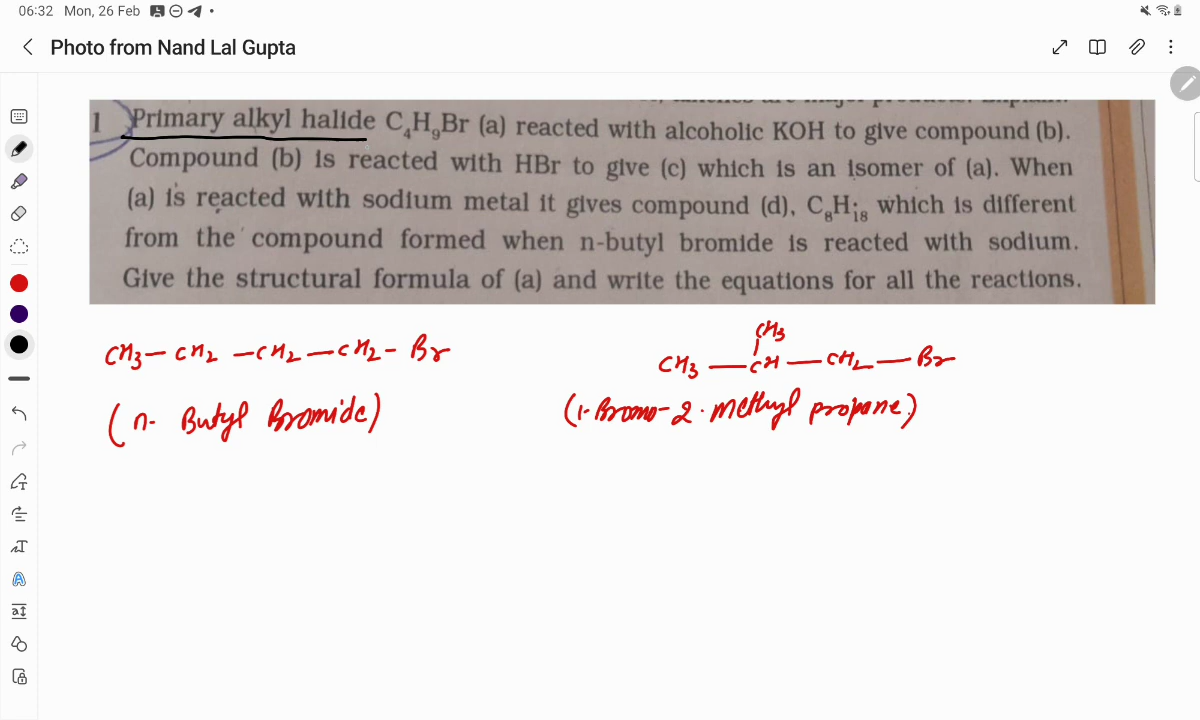 06:32 Mon, 26 Feb
Photo from Nand Lal Gupta
1 Primary alkyl halide C₄H₉Br (a) reacted with alcoholic KOH to give compound (b).
Compound (b) is reacted with HBr to give (c) which is an isomer of (a). When
(a) is reacted with sodium metal it gives compound (d), C₈H₁₈ which is different
from the compound formed when n-butyl bromide is reacted with sodium.
Give the structural formula of (a) and write the equations for all the reactions.
CH₃— CH₂ —CH₂ —CH₂- Br
(n- Butyl Bromide)
CH₃
CH₃ —CH — CH₂ — Br
(1-Bromo-2-methyl propane)